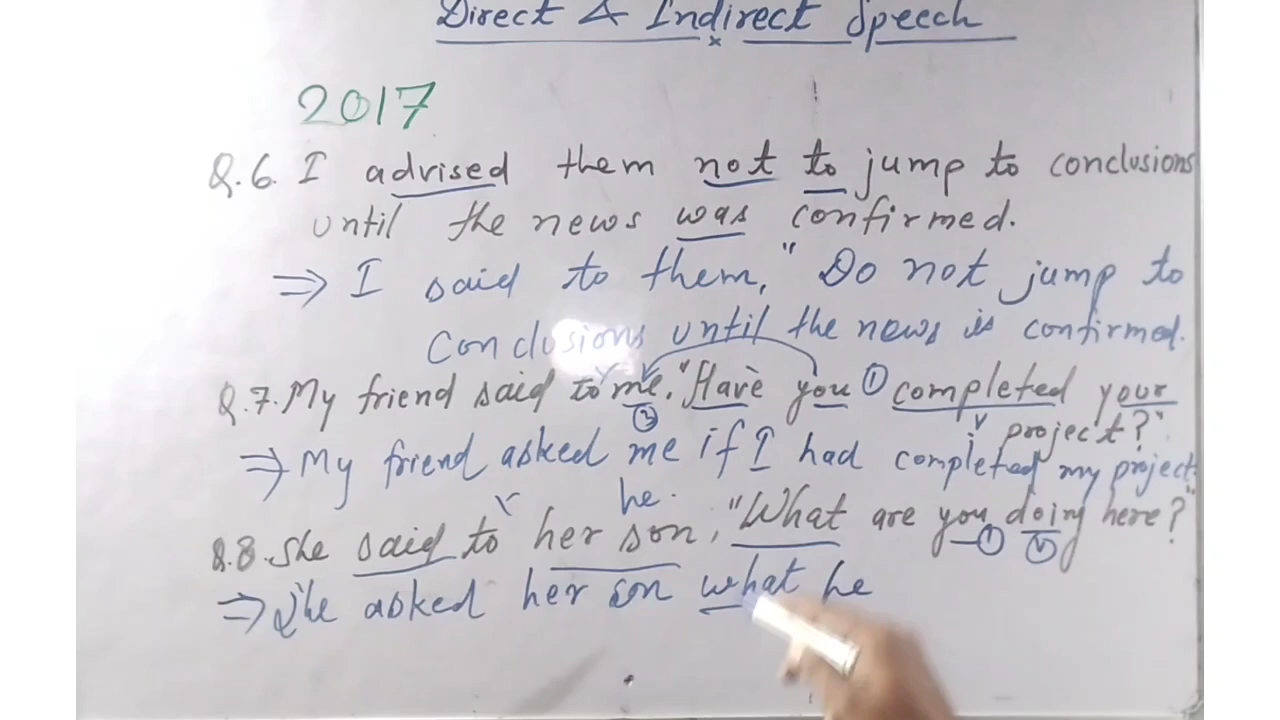 Direct & Indirect Speech
2017
Q.6. I advised them not to jump to conclusions
until the news was confirmed.
⇒ I said to them, "Do not jump to
Conclusions until the news is confirmed.
Q.7. My friend said to me, "Have you ① completed your
project?"
⇒ My friend asked me if I had completed my project.
he.
Q.8. She said to her son, "What are you doing here?"
⇒ She asked her son what he